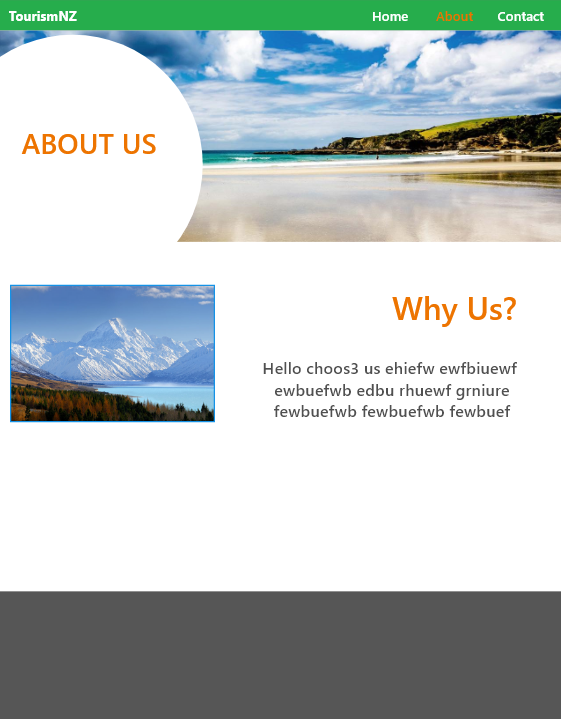 TourismNZ
Home About Contact
ABOUT US
Why Us?
Hello choos3 us ehiefw ewfbiuewf
ewbuefwb edbu rhuewf grniure
fewbuefwb fewbuefwb fewbuef